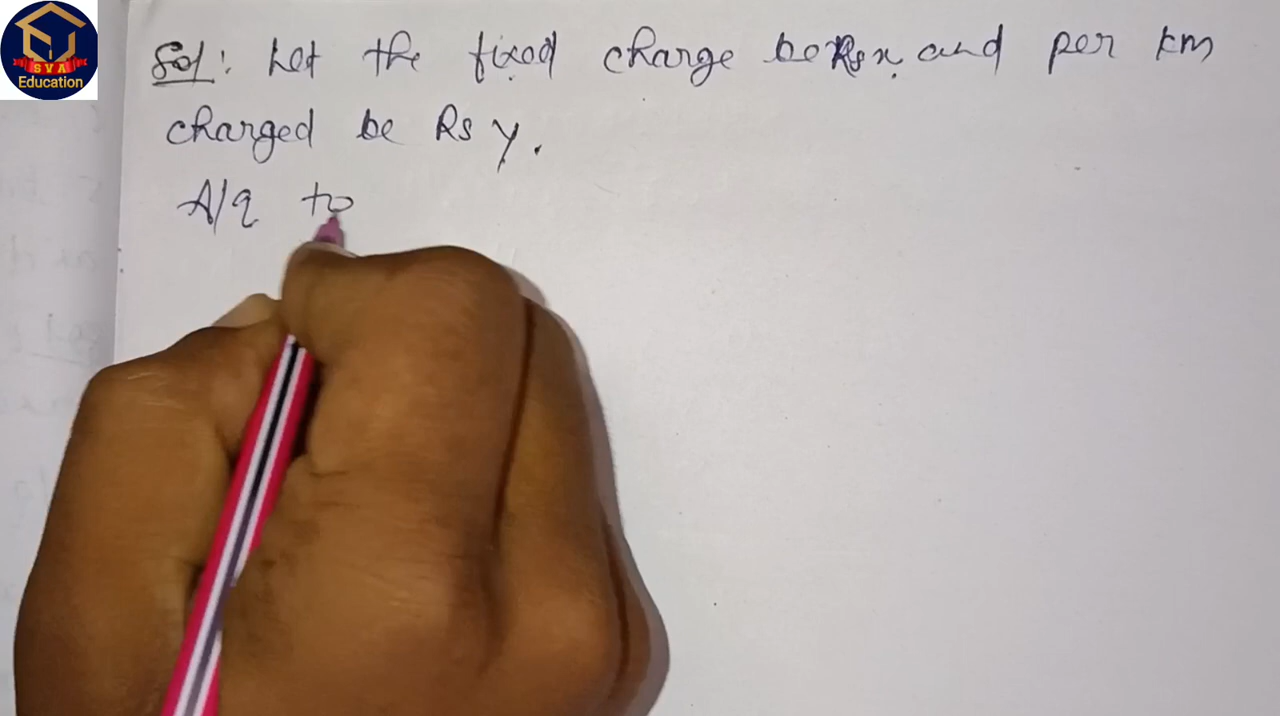 SVA
Education
Sol: Let the fixed charge be Rs x and per km
charged be Rs y.
A/q to